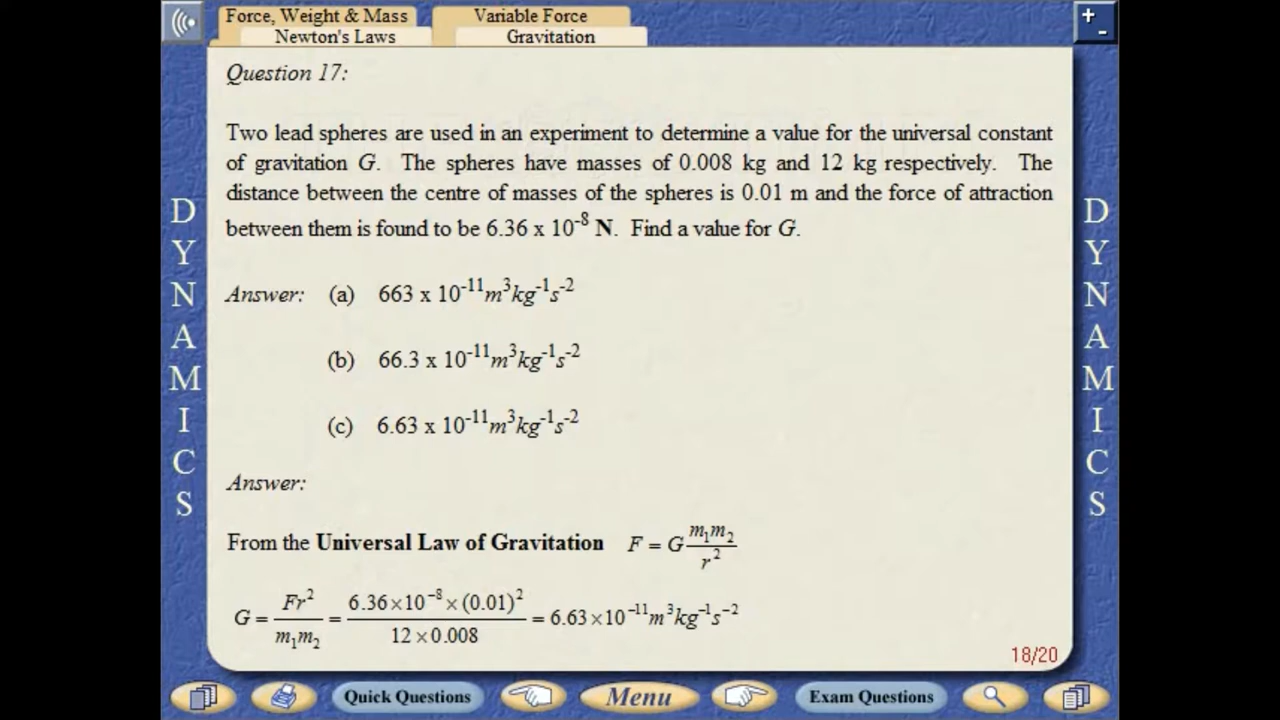 Force, Weight & Mass
Variable Force
Newton's Laws
Gravitation
+
-
Question 17:
Two lead spheres are used in an experiment to determine a value for the universal constant
of gravitation G. The spheres have masses of 0.008 kg and 12 kg respectively. The
distance between the centre of masses of the spheres is 0.01 m and the force of attraction
between them is found to be 6.36 x 10⁻⁸ N. Find a value for G.
Answer: (a) 663 x 10⁻¹¹m³kg⁻¹s⁻²
(b) 66.3 x 10⁻¹¹m³kg⁻¹s⁻²
(c) 6.63 x 10⁻¹¹m³kg⁻¹s⁻²
Answer:
From the Universal Law of Gravitation F = G m₁m₂ / r²
G = Fr² / m₁m₂ = 6.36×10⁻⁸×(0.01)² / 12×0.008 = 6.63×10⁻¹¹m³kg⁻¹s⁻²
18/20
DYNAMICS
DYNAMICS
Quick Questions
Menu
Exam Questions